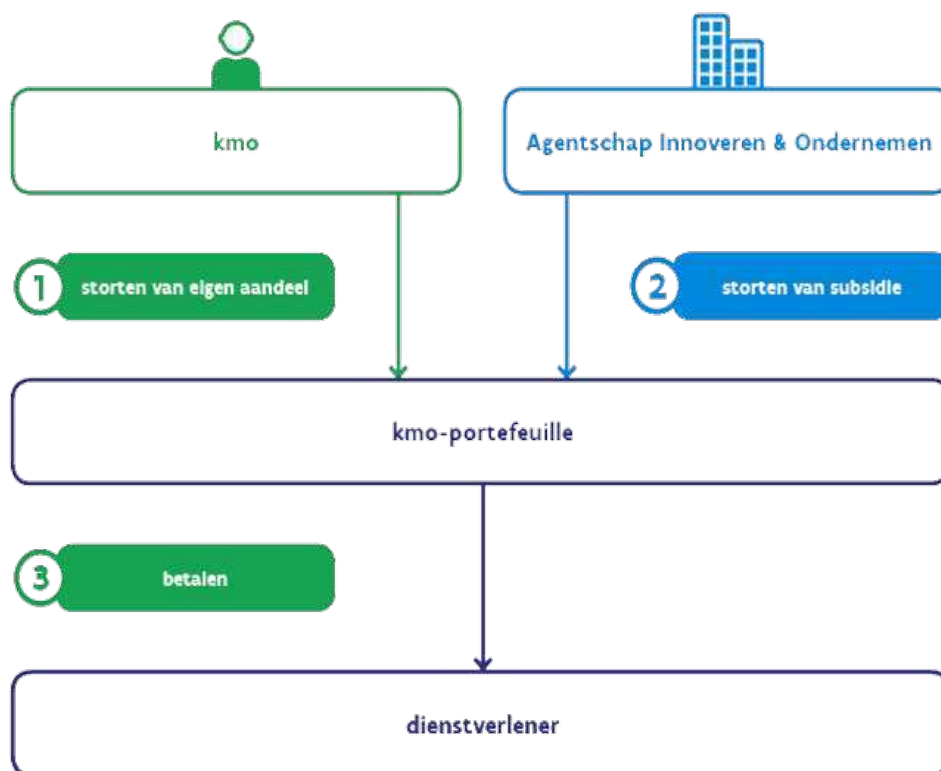 kmo
Agentschap Innoveren & Ondernemen
1 storten van eigen aandeel
2 storten van subsidie
kmo-portefeuille
3 betalen
dienstverlener